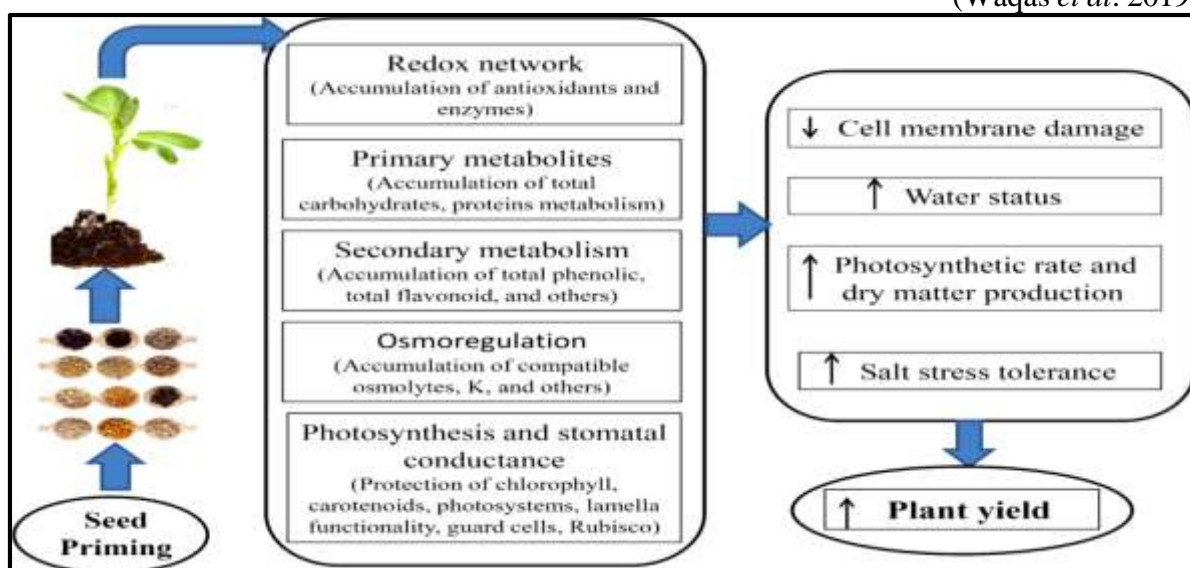 (Waqas et al. 2019
Redox network
(Accumulation of antioxidants and
enzymes)
Primary metabolites
(Accumulation of total
carbohydrates, proteins metabolism)
Secondary metabolism
(Accumulation of total phenolic,
total flavonoid, and others)
Osmoregulation
(Accumulation of compatible
osmolytes, K, and others)
Photosynthesis and stomatal
conductance
(Protection of chlorophyll,
carotenoids, photosystems, lamella
functionality, guard cells, Rubisco)
Seed
Priming
↓ Cell membrane damage
↑ Water status
↑ Photosynthetic rate and
dry matter production
↑ Salt stress tolerance
↑ Plant yield